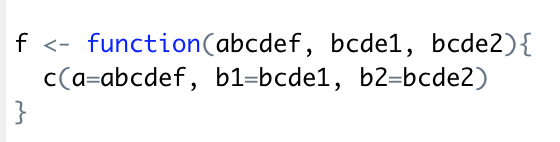 f <- function(abcdef, bcde1, bcde2){
  c(a=abcdef, b1=bcde1, b2=bcde2)
}